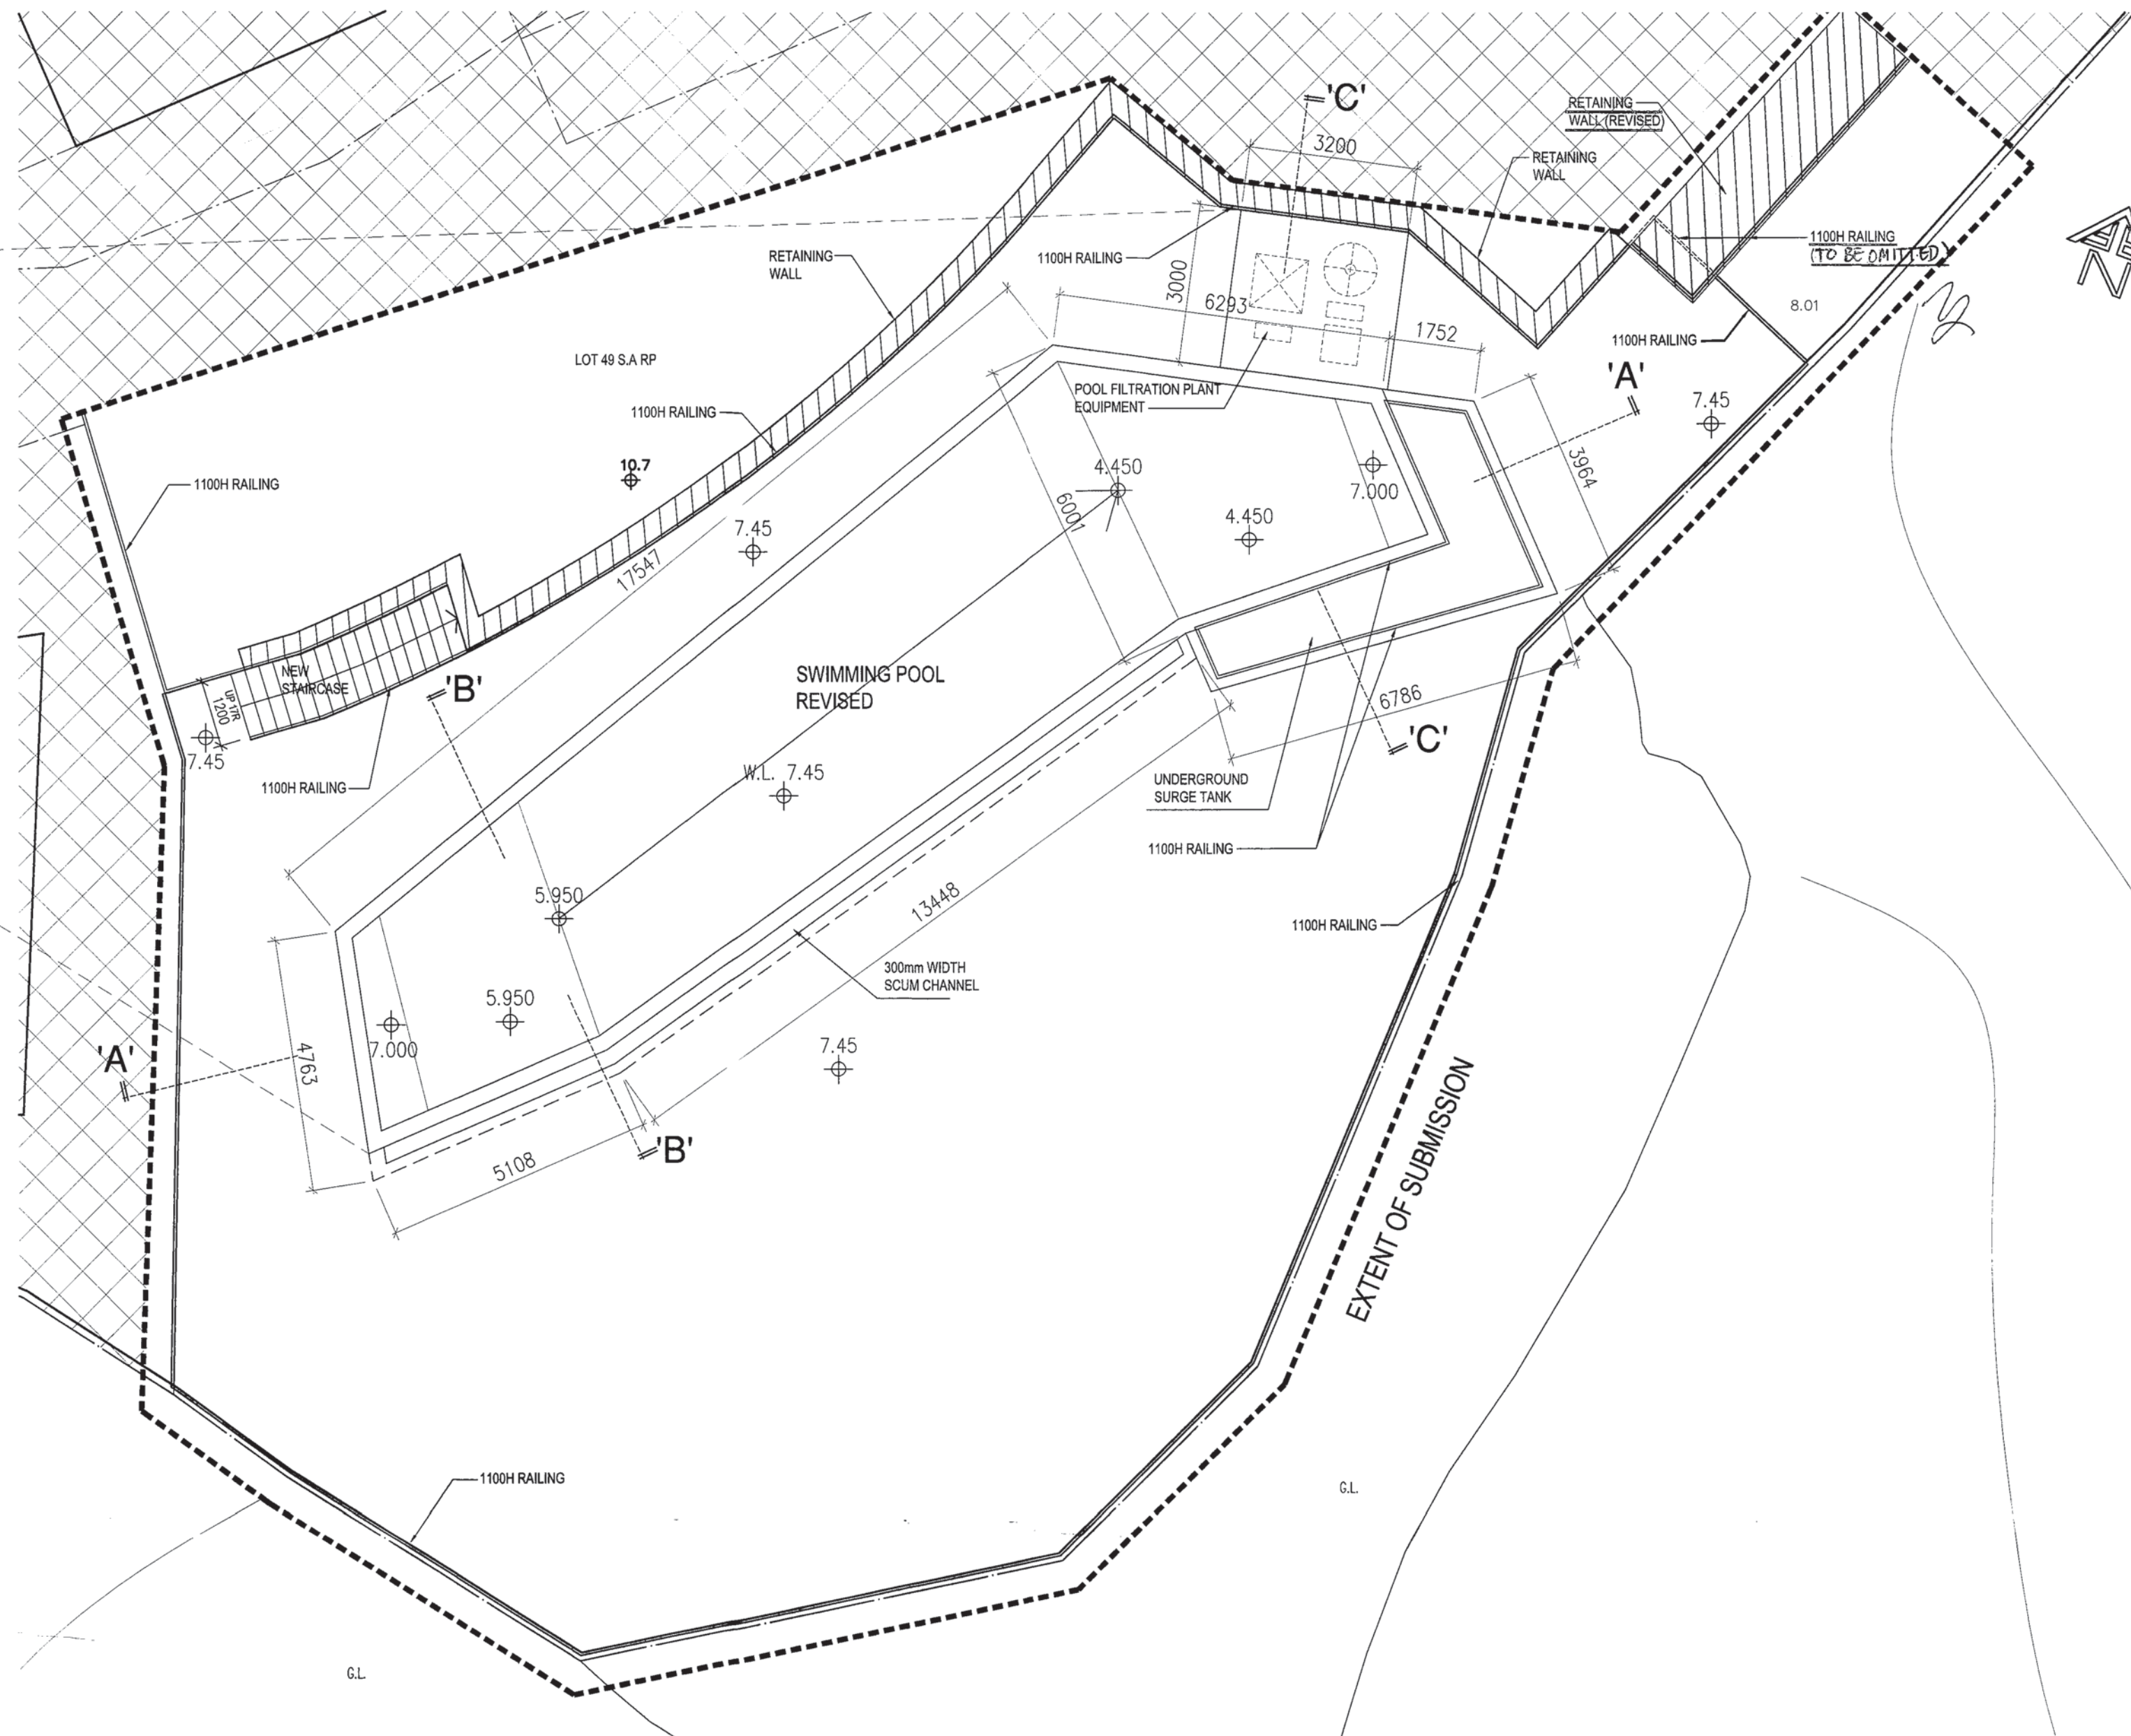 'C'
RETAINING
WALL (REVISED)
3200
RETAINING
WALL
1100H RAILING
(TO BE OMITTED)
RETAINING
WALL
1100H RAILING
3000
6293
8.01
1752
1100H RAILING
LOT 49 S.A RP
POOL FILTRATION PLANT
EQUIPMENT
'A'
7.45
1100H RAILING
10.7
4.450
7.000
3964
1100H RAILING
6001
4.450
7.45
17547
NEW
STAIRCASE
UP 17R
1200
7.45
'B'
SWIMMING POOL
REVISED
6786
'C'
W.L. 7.45
UNDERGROUND
SURGE TANK
1100H RAILING
1100H RAILING
5.950
13448
1100H RAILING
300mm WIDTH
SCUM CHANNEL
5.950
7.000
4763
'A'
7.45
'B'
5108
EXTENT OF SUBMISSION
1100H RAILING
G.L.
G.L
N